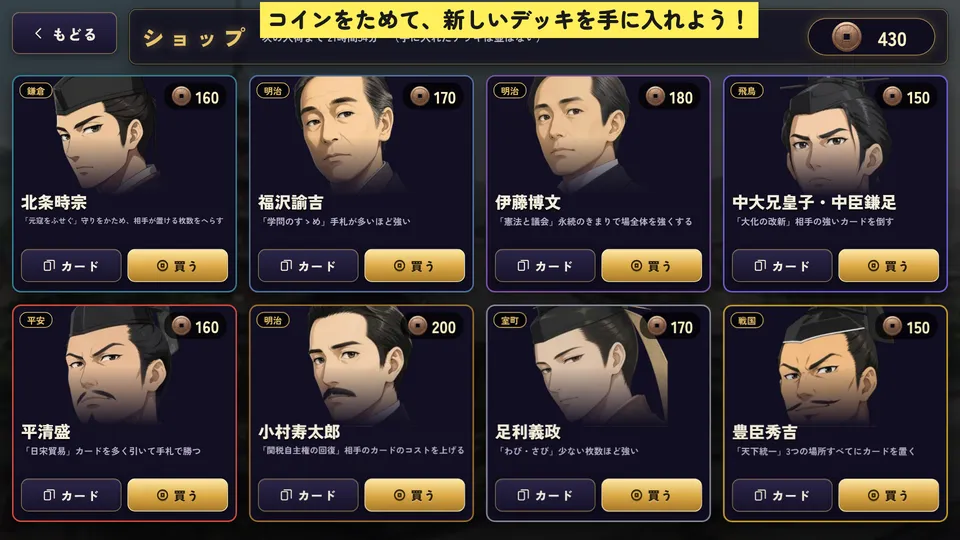 コインをためて、新しいデッキを手に入れよう！
もどる
ショップ
430
鎌倉
160
北条時宗
「元寇をふせぐ」守りをかため、相手が置ける枚数をへらす
カード
買う
明治
170
福沢諭吉
「学問のすゝめ」手札が多いほど強い
カード
買う
明治
180
伊藤博文
「憲法と議会」永続のきまりで場全体を強くする
カード
買う
飛鳥
150
中大兄皇子・中臣鎌足
「大化の改新」相手の強いカードを倒す
カード
買う
平安
160
平清盛
「日宋貿易」カードを多く引いて手札で勝つ
カード
買う
明治
200
小村寿太郎
「関税自主権の回復」相手のカードのコストを上げる
カード
買う
室町
170
足利義政
「わび・さび」少ない枚数ほど強い
カード
買う
戦国
150
豊臣秀吉
「天下統一」3つの場所すべてにカードを置く
カード
買う